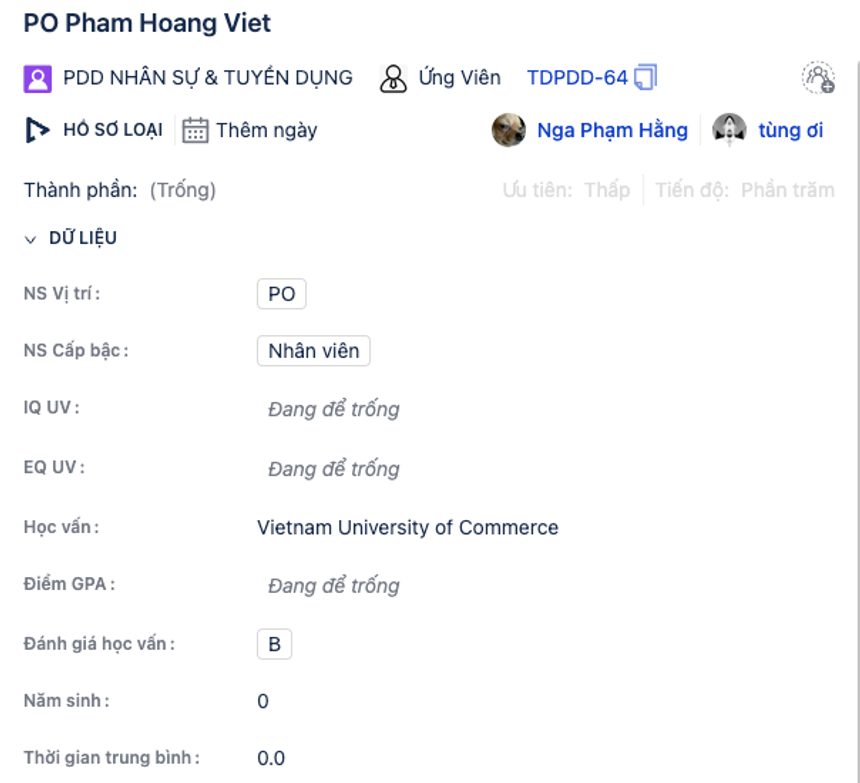 PO Pham Hoang Viet
PDD NHÂN SỰ & TUYỂN DỤNG Ứng Viên TDPDD-64
HỒ SƠ LOẠI Thêm ngày Nga Phạm Hằng tùng ơi
Thành phần: (Trống) Ưu tiên: Thấp Tiến độ: Phần trăm
DỮ LIỆU
NS Vị trí : PO
NS Cấp bậc : Nhân viên
IQ UV : Đang để trống
EQ UV : Đang để trống
Học vấn : Vietnam University of Commerce
Điểm GPA : Đang để trống
Đánh giá học vấn : B
Năm sinh : 0
Thời gian trung bình : 0.0